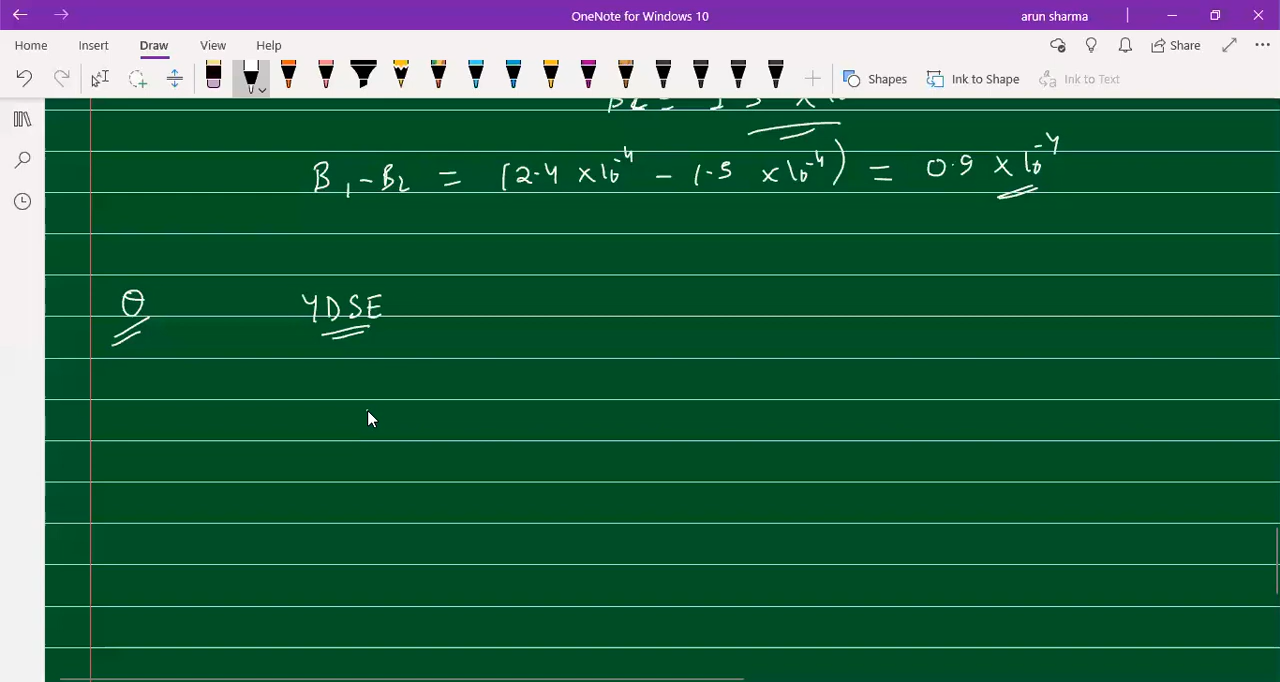 OneNote for Windows 10
arun sharma
Home Insert Draw View Help
Share
Shapes Ink to Shape Ink to Text
B₁ - B₂ = (2.4 × 10⁻⁴ - 1.5 × 10⁻⁴) = 0.9 × 10⁻⁴
Q YDSE